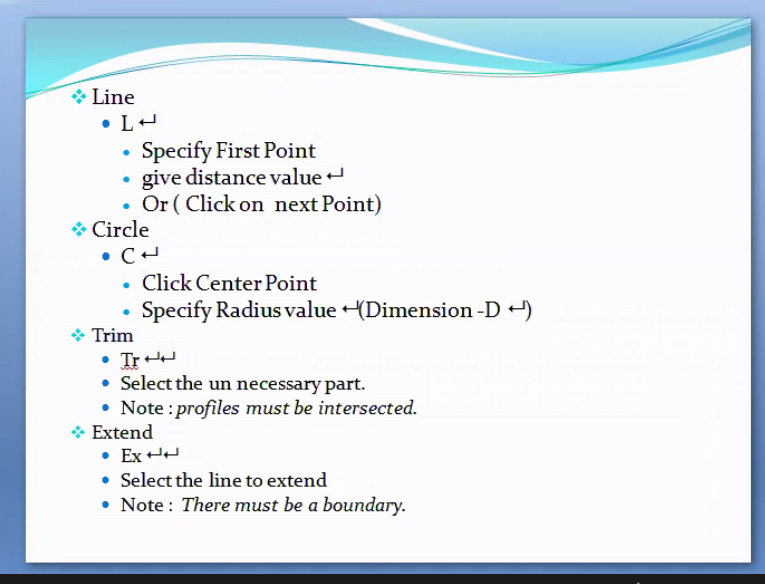 ❖ Line
• L ↵
• Specify First Point
• give distance value ↵
• Or ( Click on next Point)
❖ Circle
• C ↵
• Click Center Point
• Specify Radius value ↵(Dimension -D ↵)
❖ Trim
• Tr ↵↵
• Select the un necessary part.
• Note : profiles must be intersected.
❖ Extend
• Ex ↵↵
• Select the line to extend
• Note : There must be a boundary.